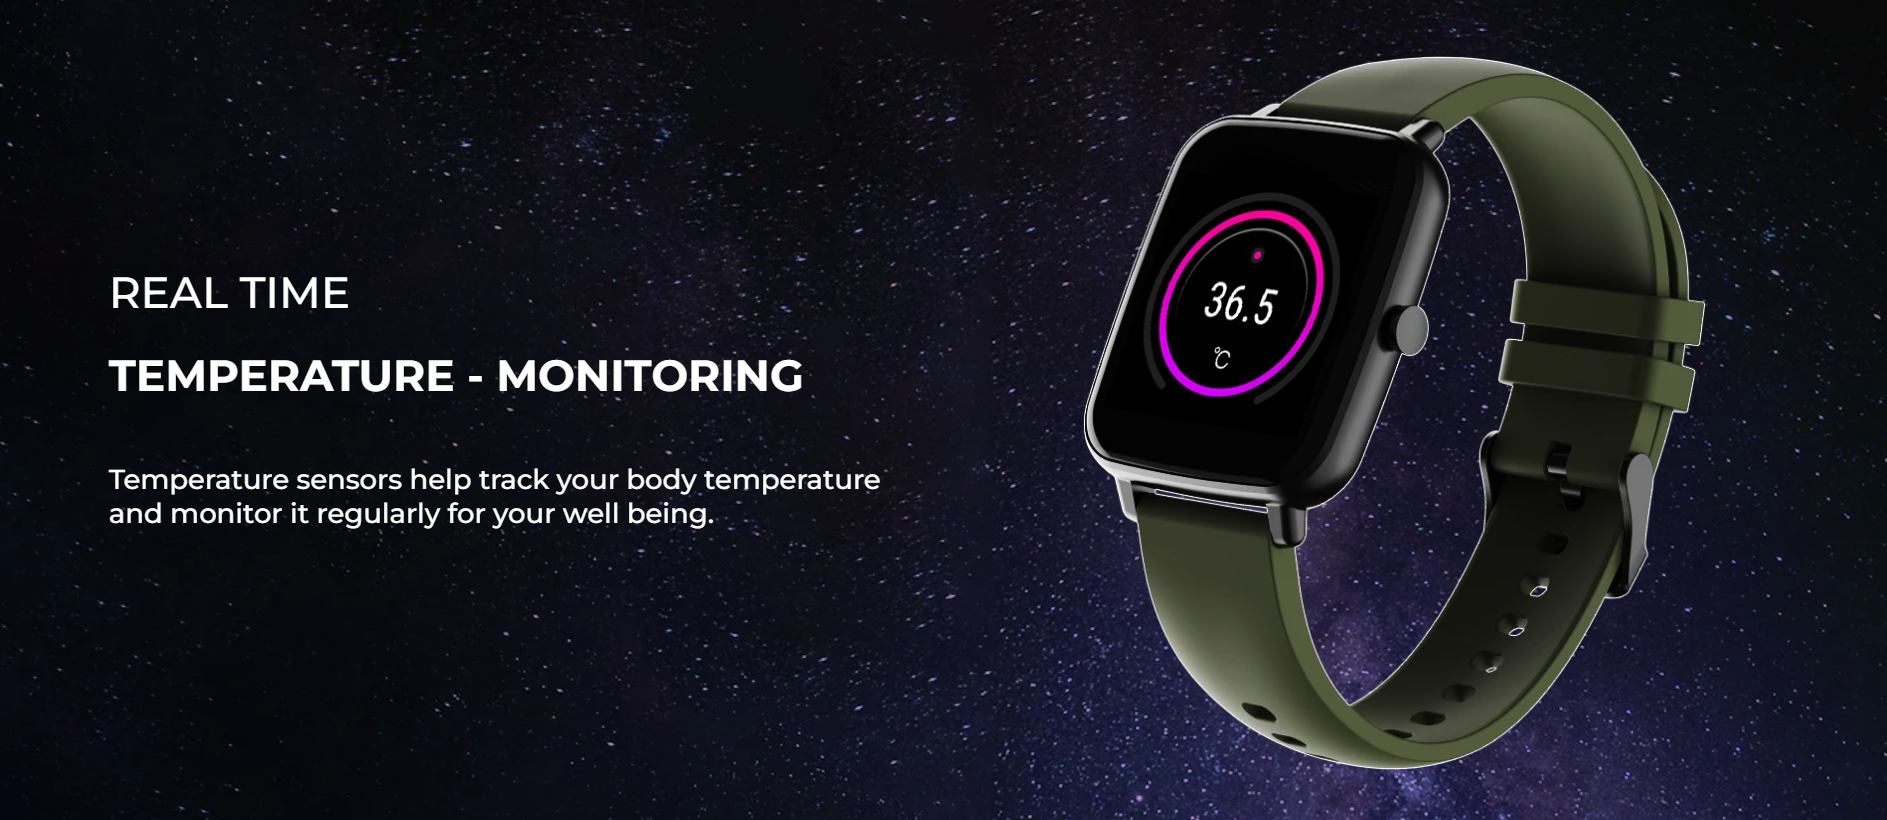 REAL TIME
TEMPERATURE - MONITORING
Temperature sensors help track your body temperature
and monitor it regularly for your well being.
36.5
°C